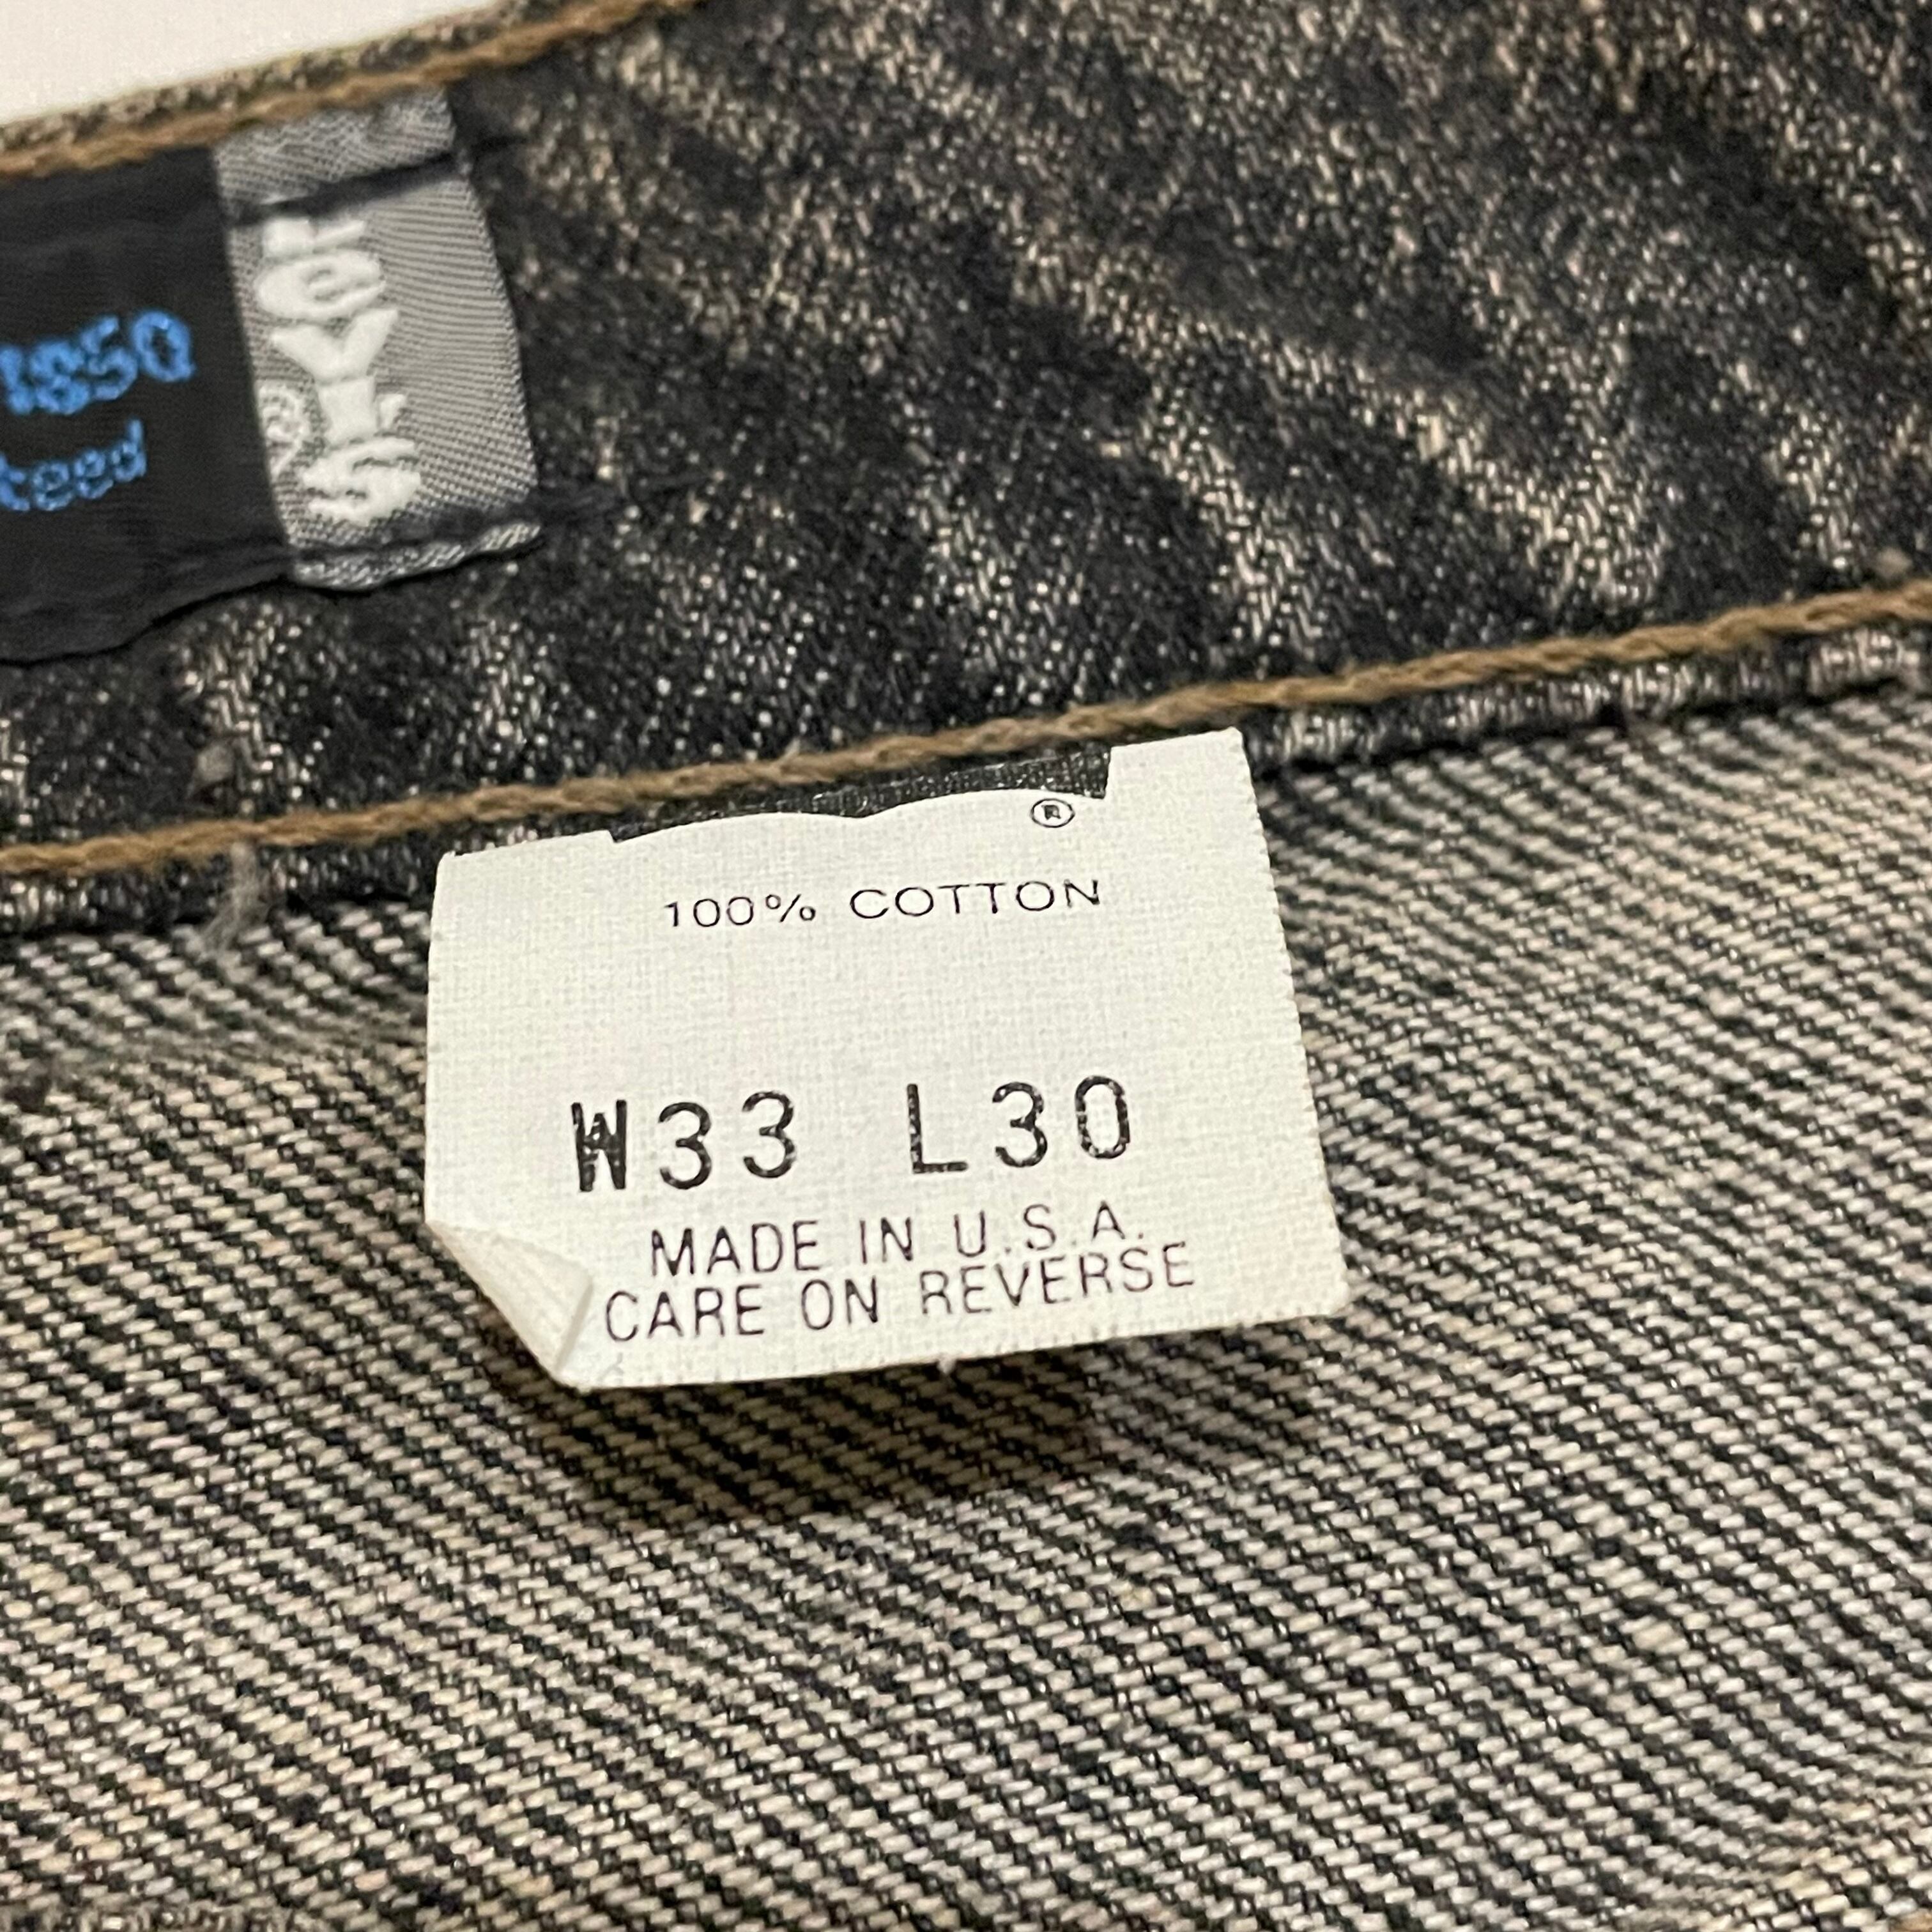 1850
teed
LEVI'S
®
®
100% COTTON
W33 L30
MADE IN U.S.A.
CARE ON REVERSE